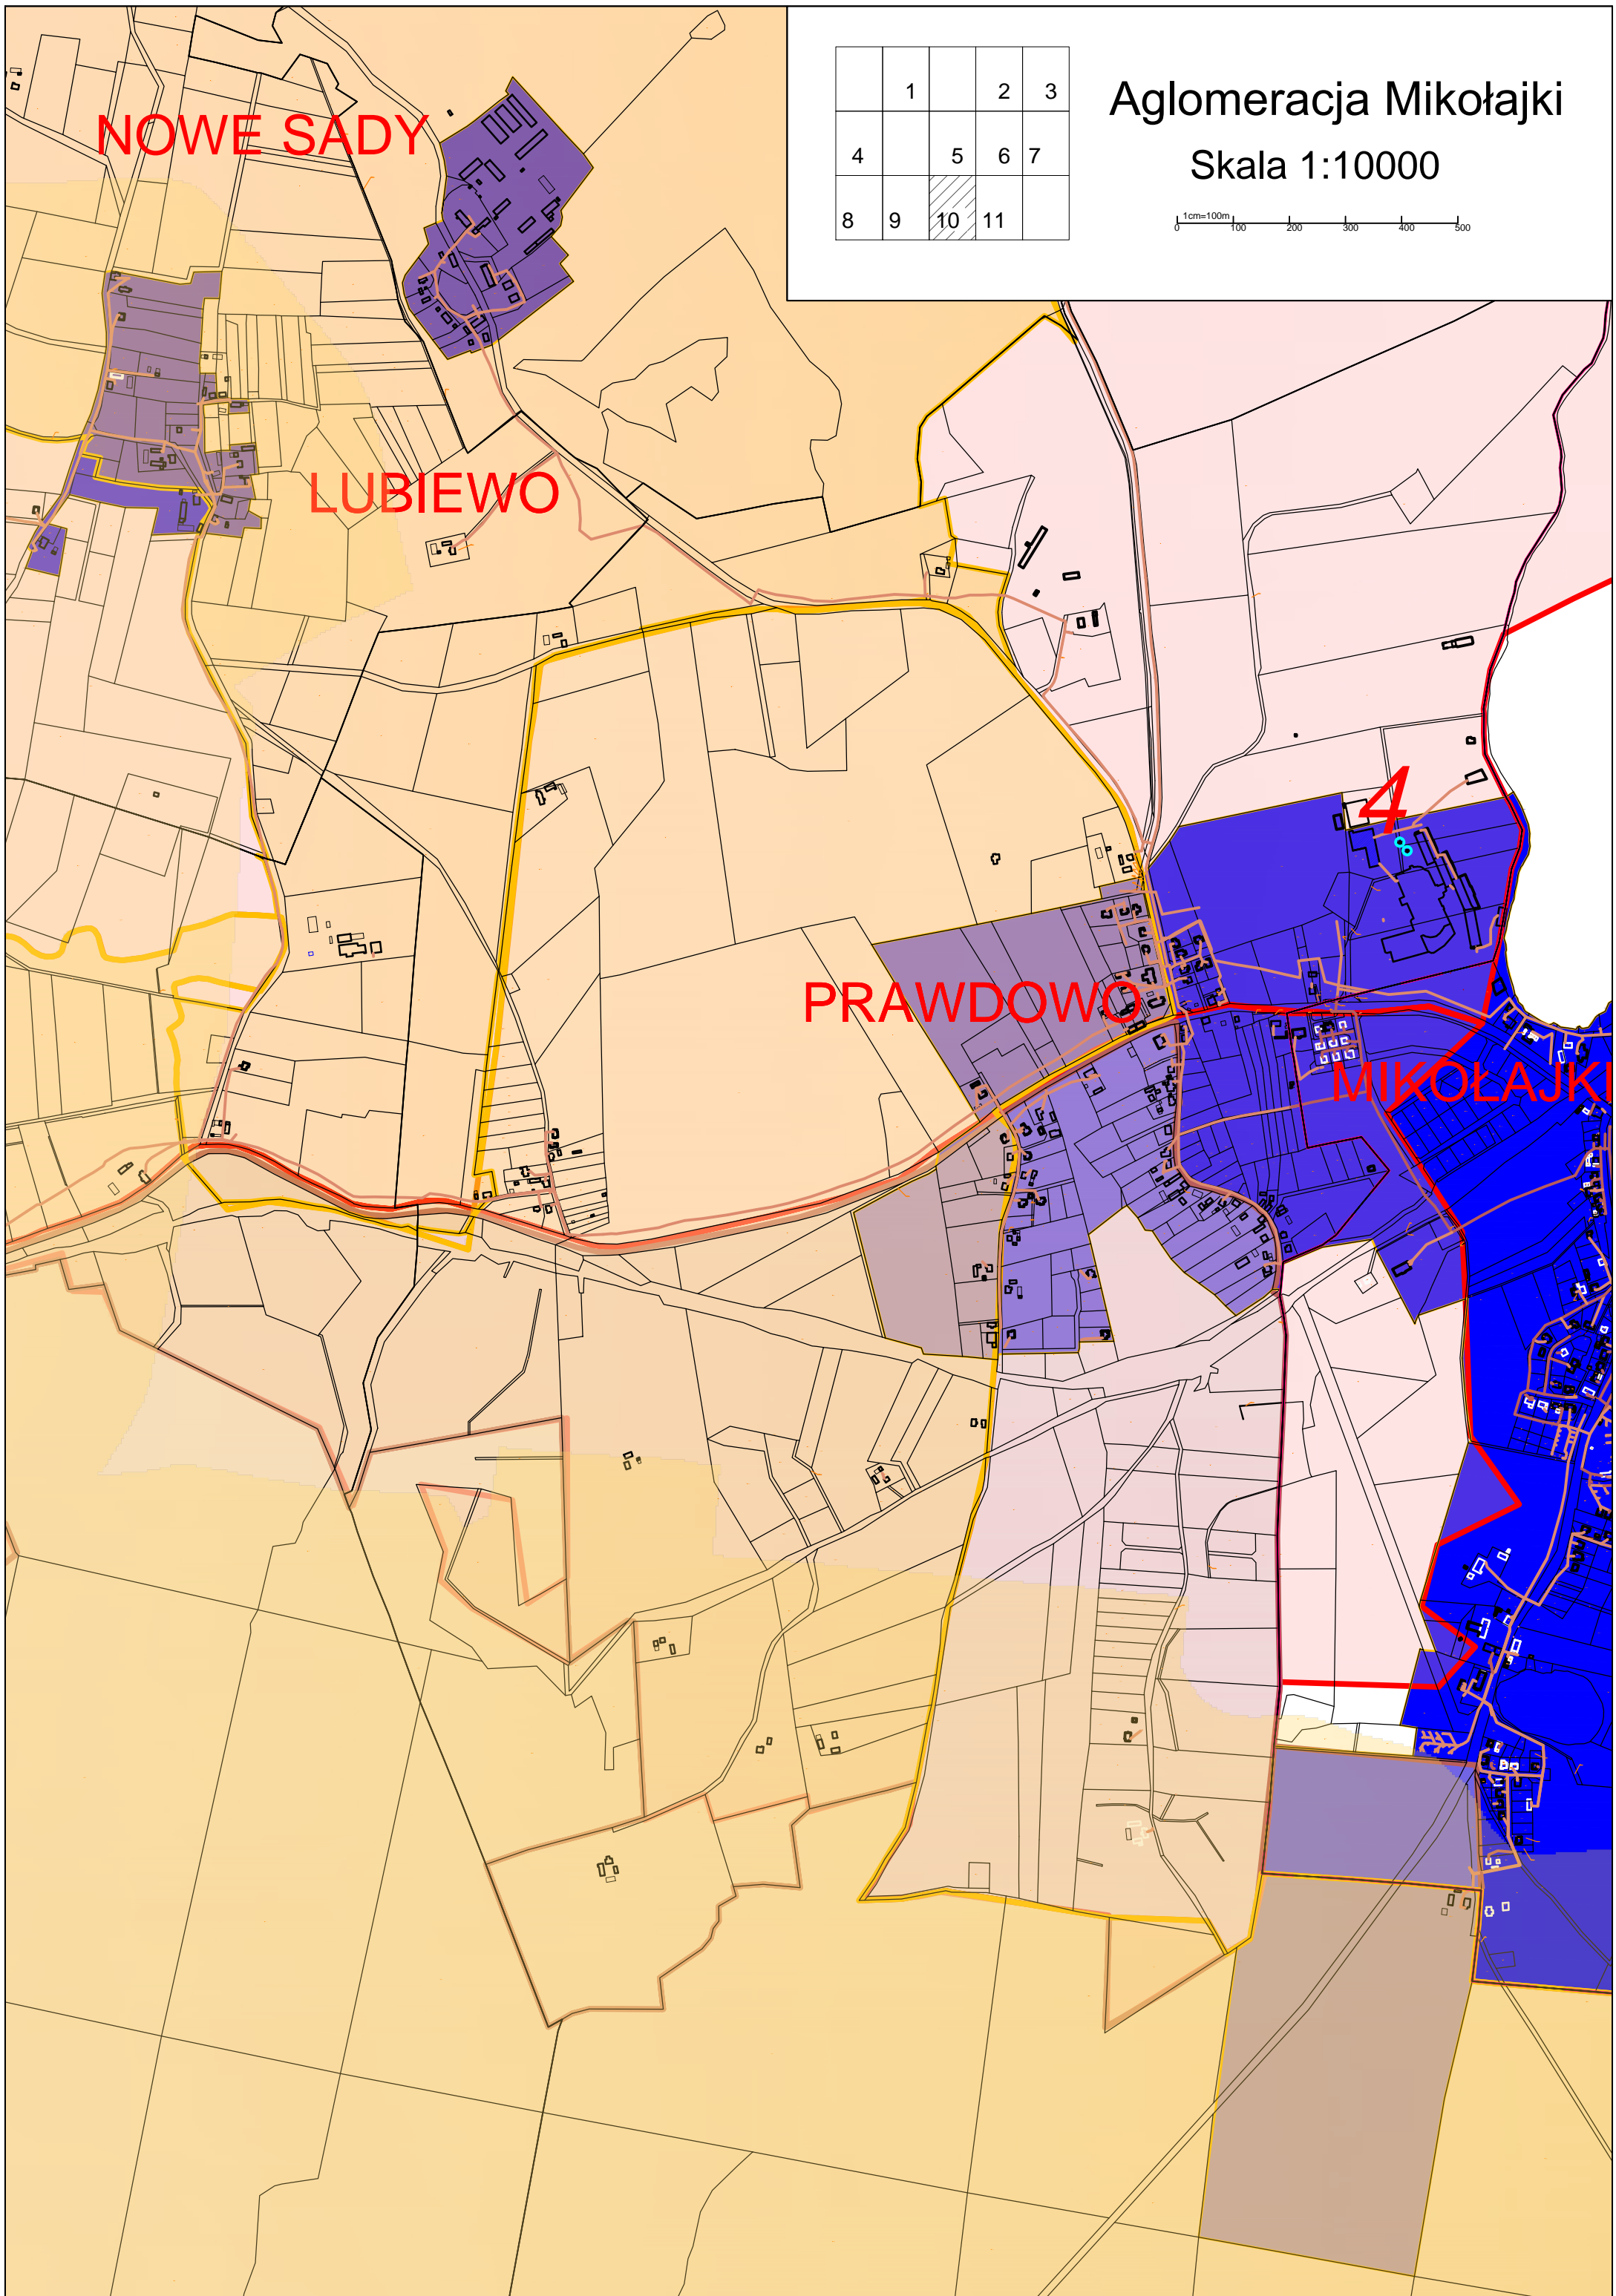 1 2 3
4 5 6 7
8 9 10 11
Aglomeracja Mikołajki
Skala 1:10000
1cm=100m
0 100 200 300 400 500
NOWE SADY
LUBIEWO
4
PRAWDOWO
MIKOŁAJKI